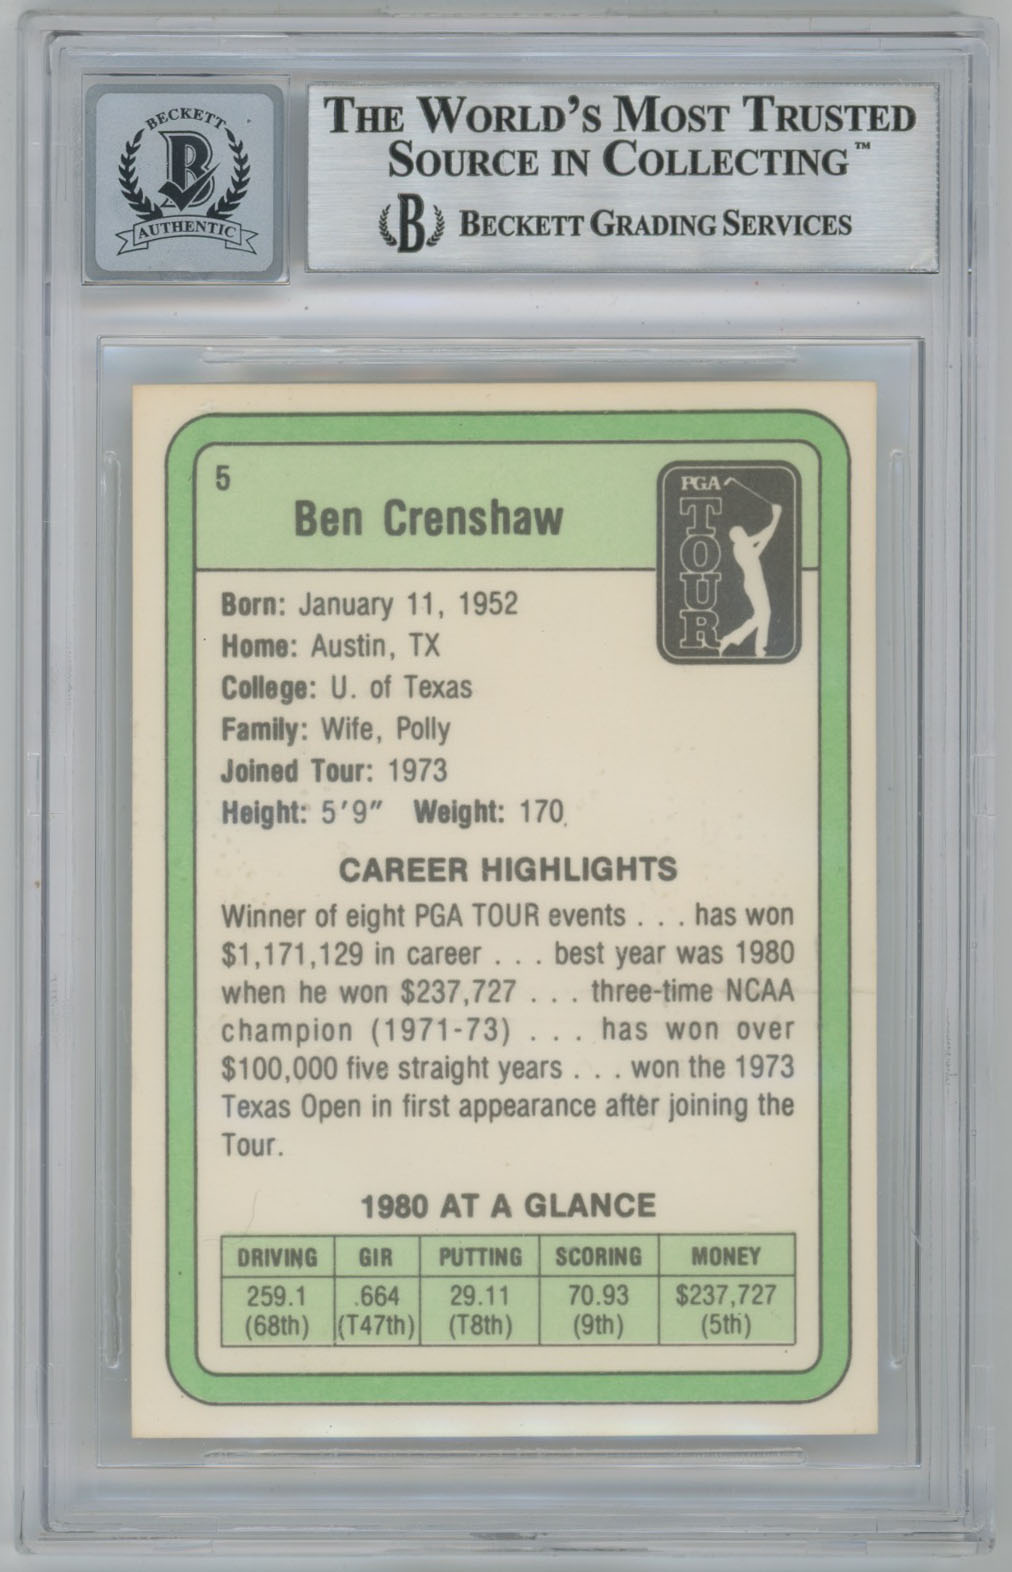 BECKETT
B
AUTHENTIC
THE WORLD'S MOST TRUSTED
SOURCE IN COLLECTING™
B BECKETT GRADING SERVICES
5
Ben Crenshaw
PGA
TOUR
Born: January 11, 1952
Home: Austin, TX
College: U. of Texas
Family: Wife, Polly
Joined Tour: 1973
Height: 5'9" Weight: 170
CAREER HIGHLIGHTS
Winner of eight PGA TOUR events . . . has won
$1,171,129 in career . . . best year was 1980
when he won $237,727 . . . three-time NCAA
champion (1971-73) . . . has won over
$100,000 five straight years . . . won the 1973
Texas Open in first appearance after joining the
Tour.
1980 AT A GLANCE
DRIVING GIR PUTTING SCORING MONEY
259.1 .664 29.11 70.93 $237,727
(68th) (T47th) (T8th) (9th) (5th)